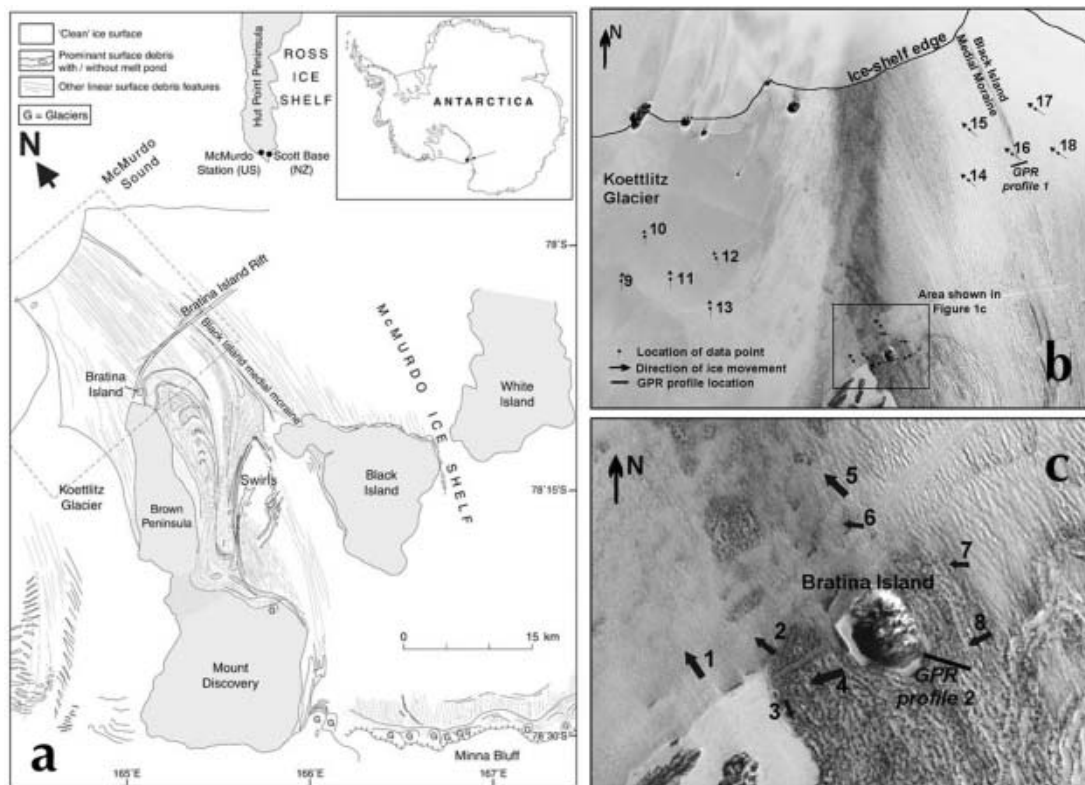 'Clean' ice surface
Prominant surface debris
with / without melt pond
Other linear surface debris features
G = Glaciers
N
McMURDO
SOUND
Hut Point Peninsula
ROSS
ICE
SHELF
McMurdo
Station (US)
Scott Base
(NZ)
ANTARCTICA
78°S
Bratina Island Rift
Black Island medial moraine
Bratina
Island
McMURDO ICE SHELF
White
Island
Swirls
Black
Island
78°15'S
Koettlitz
Glacier
Brown
Peninsula
G
0 15 km
Mount
Discovery
G G G G G G G G
78°30'S
Minna Bluff
a
165°E 166°E 167°E
N
Ice-shelf edge
Black Island
Medial Moraine
17
15
16
18
GPR
profile 1
14
Koettlitz
Glacier
10
12
9
11
13
Area shown in
Figure 1c
Location of data point
Direction of ice movement
GPR profile location
b
N
c
5
6
7
Bratina Island
8
2
1
4
GPR
profile 2
3